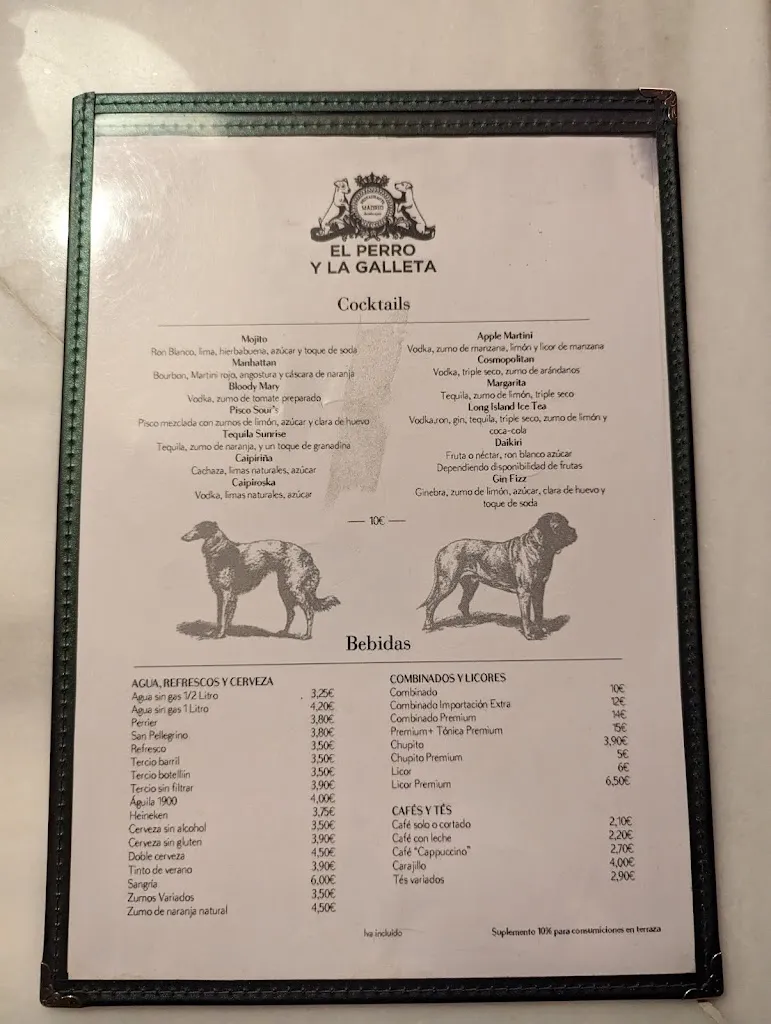 MADRID
EL PERRO
Y LA GALLETA
Cocktails
Mojito
Ron Blanco, lima, hierbabuena, azúcar y toque de soda
Manhattan
Bourbon, Martini rojo, angostura y cáscara de naranja
Bloody Mary
Vodka, zumo de tomate preparado
Pisco Sour's
Pisco mezclada con zumos de limón, azúcar y clara de huevo
Tequila Sunrise
Tequila, zumo de naranja, y un toque de granadina
Caipiriña
Cachaza, limas naturales, azúcar
Caipiroska
Vodka, limas naturales, azúcar
Apple Martini
Vodka, zumo de manzana, limón y licor de manzana
Cosmopolitan
Vodka, triple seco, zumo de arándanos
Margarita
Tequila, zumo de limón, triple seco
Long Island Ice Tea
Vodka,ron, gin, tequila, triple seco, zumo de limón y
coca-cola
Daikiri
Fruta o néctar, ron blanco azúcar
Dependiendo disponibilidad de frutas
Gin Fizz
Ginebra, zumo de limón, azúcar, clara de huevo y
toque de soda
10€
Bebidas
AGUA, REFRESCOS Y CERVEZA
Agua sin gas 1/2 Litro 3,25€
Agua sin gas 1 Litro 4,20€
Perrier 3,80€
San Pellegrino 3,80€
Refresco 3,50€
Tercio barril 3,50€
Tercio botellin 3,50€
Tercio sin filtrar 3,90€
Águila 1900 4,00€
Heineken 3,75€
Cerveza sin alcohol 3,50€
Cerveza sin gluten 3,90€
Doble cerveza 4,50€
Tinto de verano 3,90€
Sangría 6,00€
Zumos Variados 3,50€
Zumo de naranja natural 4,50€
COMBINADOS Y LICORES
Combinado 10€
Combinado Importación Extra 12€
Combinado Premium 14€
Premium+ Tónica Premium 15€
Chupito 3,90€
Chupito Premium 5€
Licor 6€
Licor Premium 6,50€
CAFÉS Y TÉS
Café solo o cortado 2,10€
Café con leche 2,20€
Café "Cappuccino" 2,70€
Carajillo 4,00€
Tés variados 2,90€
Iva incluido
Suplemento 10% para consumiciones en terraza